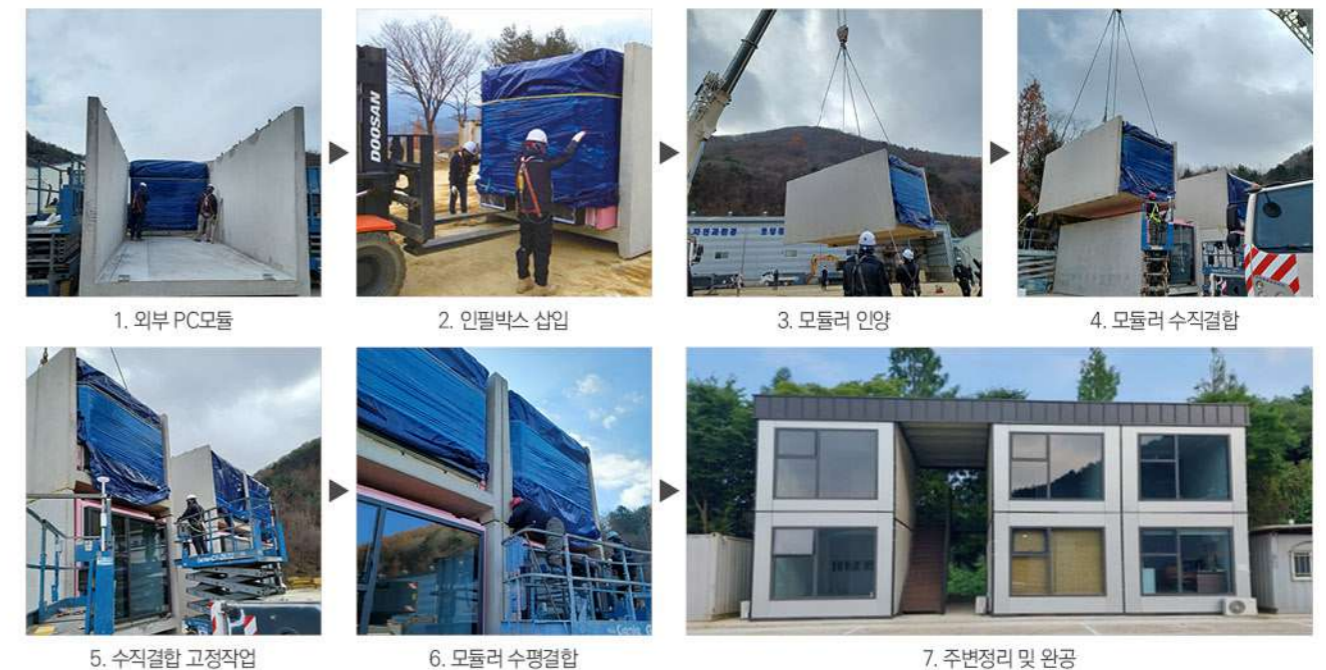 DOOSAN
1. 외부 PC모듈
2. 인필박스 삽입
3. 모듈러 인양
4. 모듈러 수직결합
Genie
5. 수직결합 고정작업
6. 모듈러 수평결합
7. 주변정리 및 완공